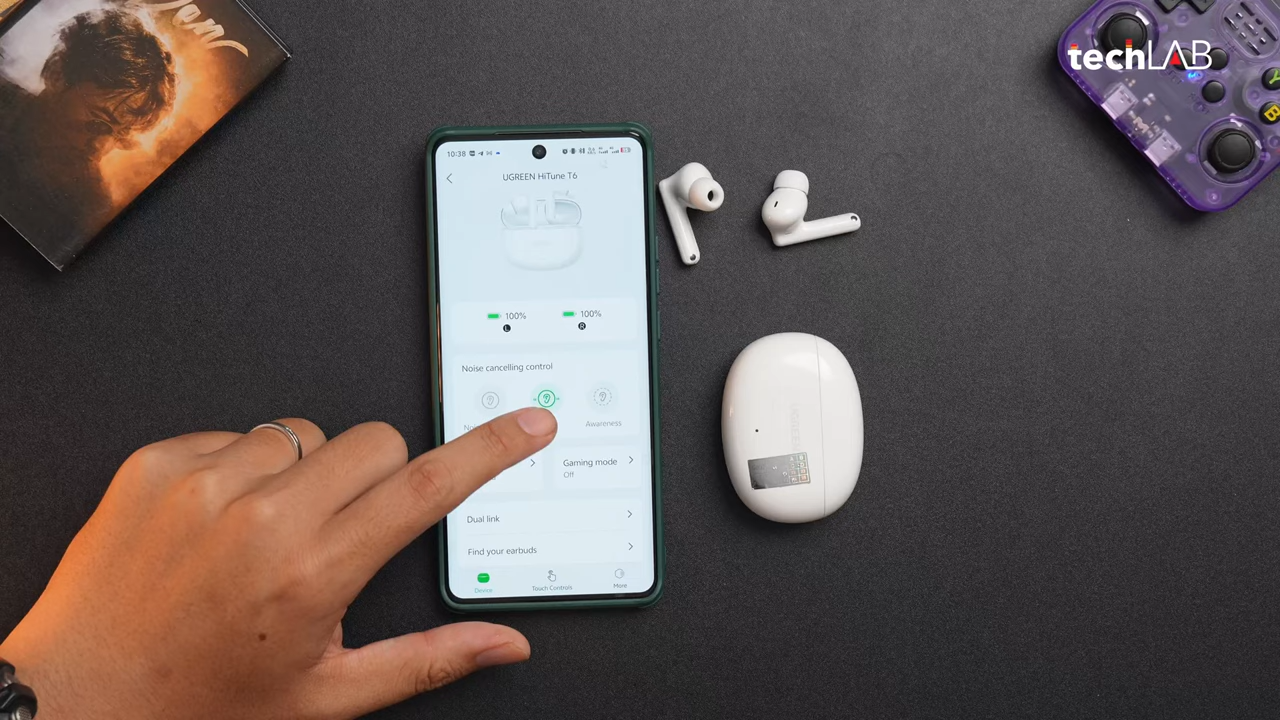 techLAB
10:38
UGREEN HiTune T6
100%
100%
L
R
Noise cancelling control
Awareness
Gaming mode
Off
Dual link
Find your earbuds
Device
Touch Controls
More
Y
B